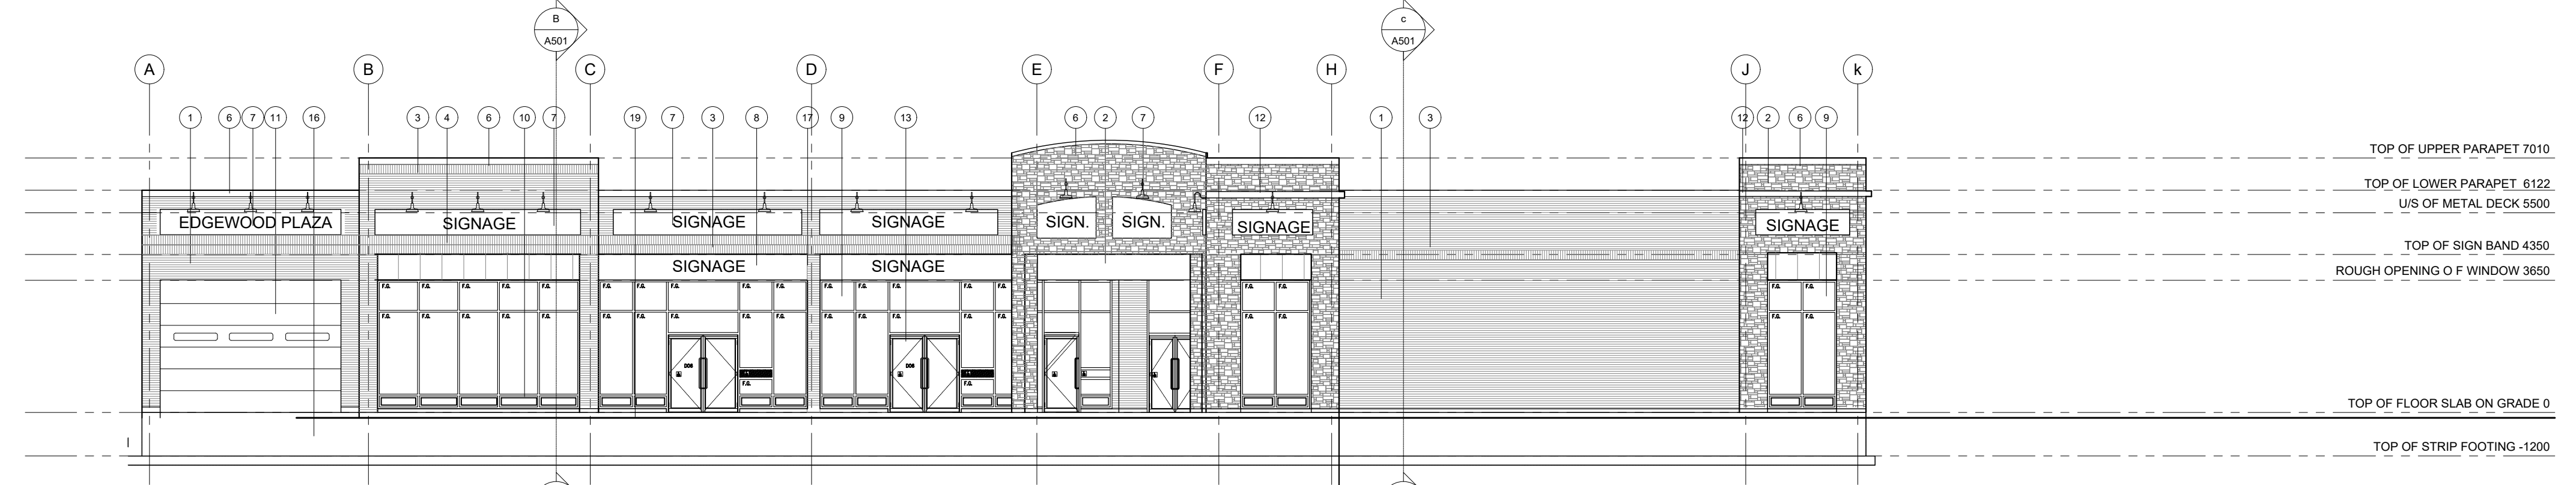 B
A501
c
A501
A B C D E F H J k
1 6 7 11 16 3 4 6 10 7 19 7 3 8 17 9 13 6 2 7 12 1 3 12 2 6 9
TOP OF UPPER PARAPET 7010
TOP OF LOWER PARAPET 6122
U/S OF METAL DECK 5500
EDGEWOOD PLAZA SIGNAGE SIGNAGE SIGNAGE SIGN. SIGN. SIGNAGE SIGNAGE
TOP OF SIGN BAND 4350
SIGNAGE SIGNAGE
ROUGH OPENING O F WINDOW 3650
F.G. F.G. F.G. F.G. F.G. F.G. F.G. F.G. F.G. F.G. F.G. F.G. F.G. F.G. F.G. F.G. F.G. F.G. F.G.
F.G. F.G. F.G. F.G. F.G. F.G. F.G. F.G. F.G. F.G. F.G. F.G. F.G. F.G. F.G. F.G. F.G. F.G. F.G.
F.G. F.G.
TOP OF FLOOR SLAB ON GRADE 0
TOP OF STRIP FOOTING -1200